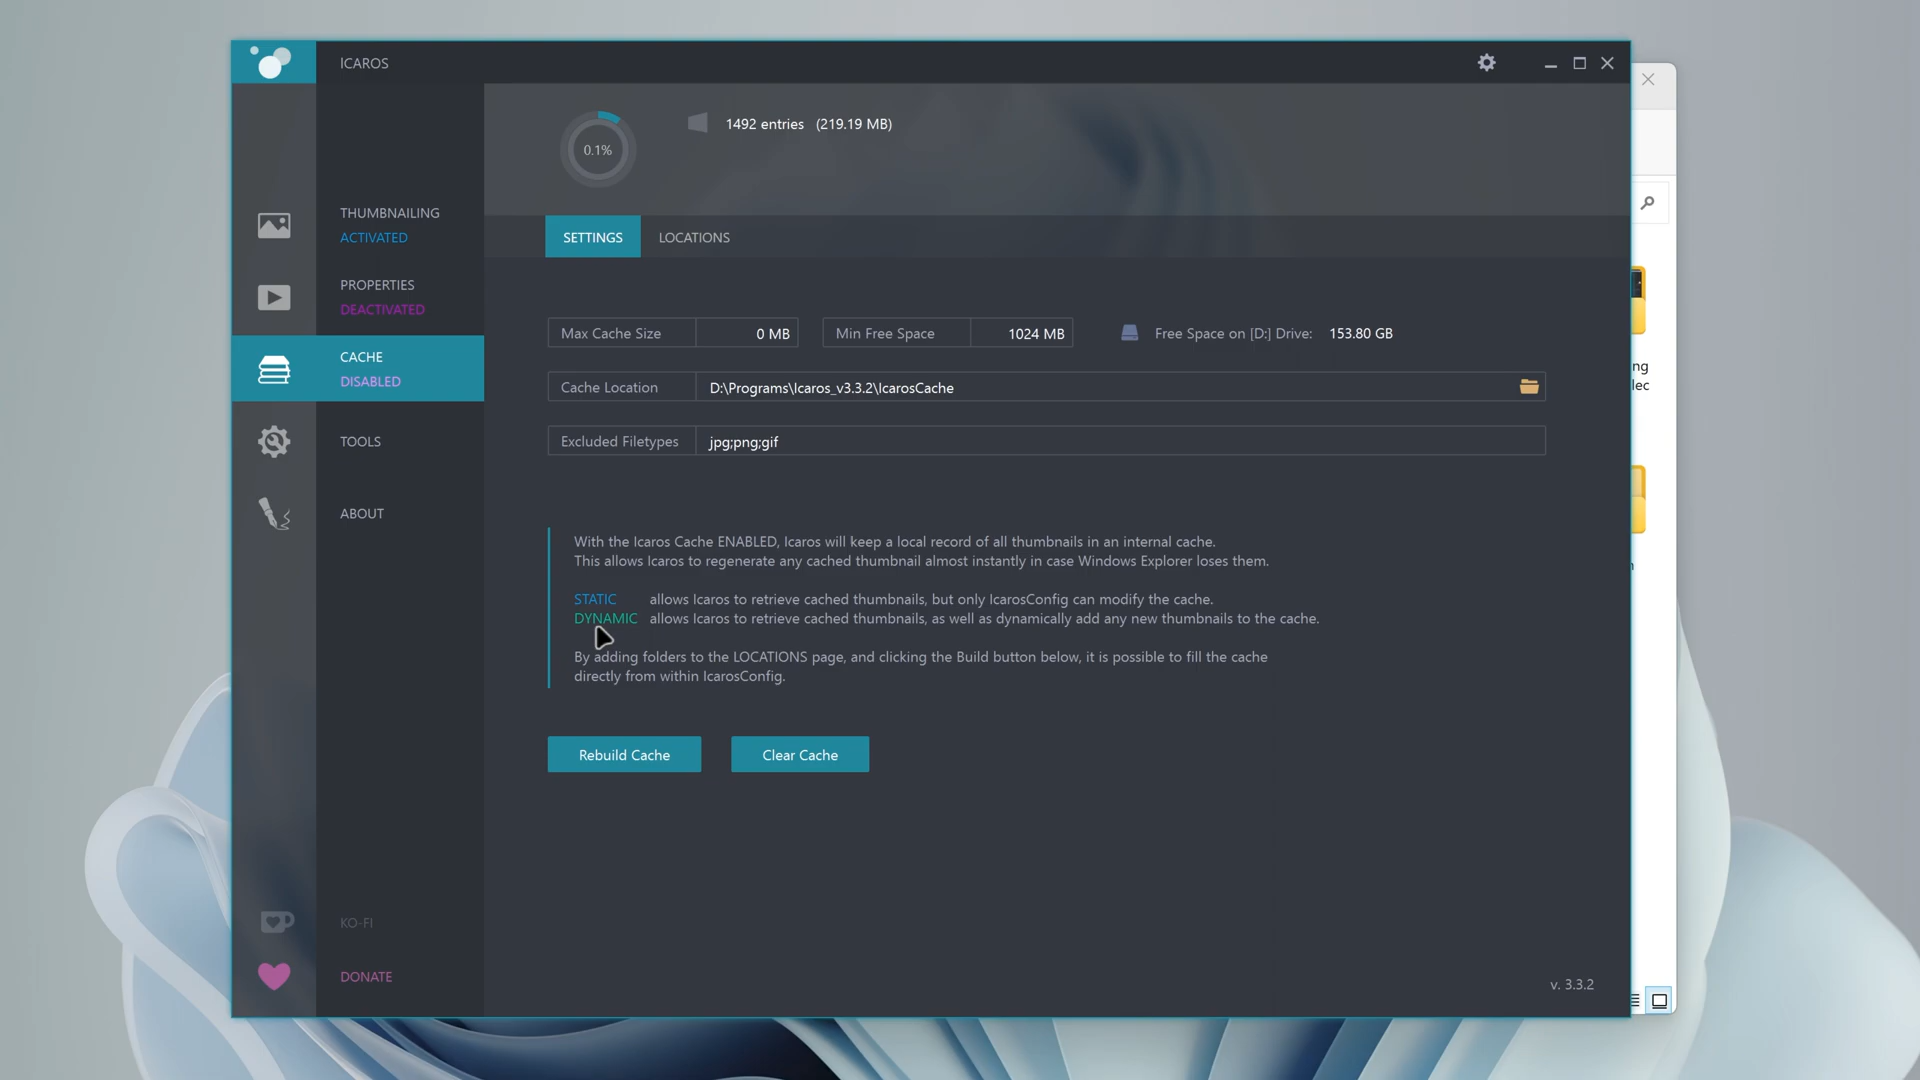 ICAROS
0.1%
1492 entries (219.19 MB)
THUMBNAILING
ACTIVATED
SETTINGS
LOCATIONS
PROPERTIES
DEACTIVATED
Max Cache Size
0 MB
Min Free Space
1024 MB
Free Space on [D:] Drive: 153.80 GB
CACHE
DISABLED
Cache Location
D:\Programs\Icaros_v3.3.2\IcarosCache
ng
lec
TOOLS
Excluded Filetypes
jpg;png;gif
ABOUT
With the Icaros Cache ENABLED, Icaros will keep a local record of all thumbnails in an internal cache.
This allows Icaros to regenerate any cached thumbnail almost instantly in case Windows Explorer loses them.
STATIC allows Icaros to retrieve cached thumbnails, but only IcarosConfig can modify the cache.
DYNAMIC allows Icaros to retrieve cached thumbnails, as well as dynamically add any new thumbnails to the cache.
By adding folders to the LOCATIONS page, and clicking the Build button below, it is possible to fill the cache
directly from within IcarosConfig.
Rebuild Cache
Clear Cache
KO-FI
DONATE
v. 3.3.2